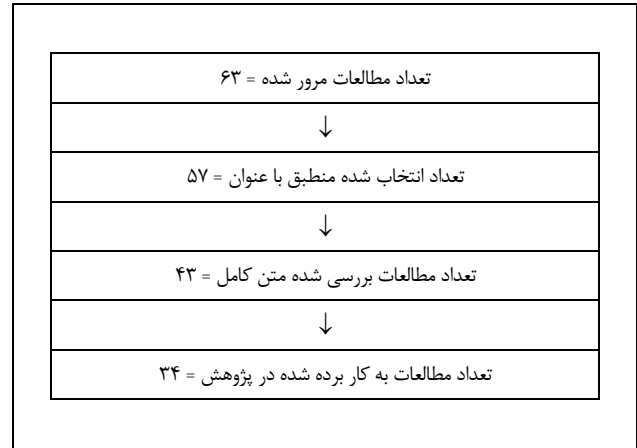 تعداد مطالعات مرور شده = ۶۳
↓
تعداد انتخاب شده منطبق با عنوان = ۵۷
↓
تعداد مطالعات بررسی شده متن کامل = ۴۳
↓
تعداد مطالعات به کار برده شده در پژوهش = ۳۴